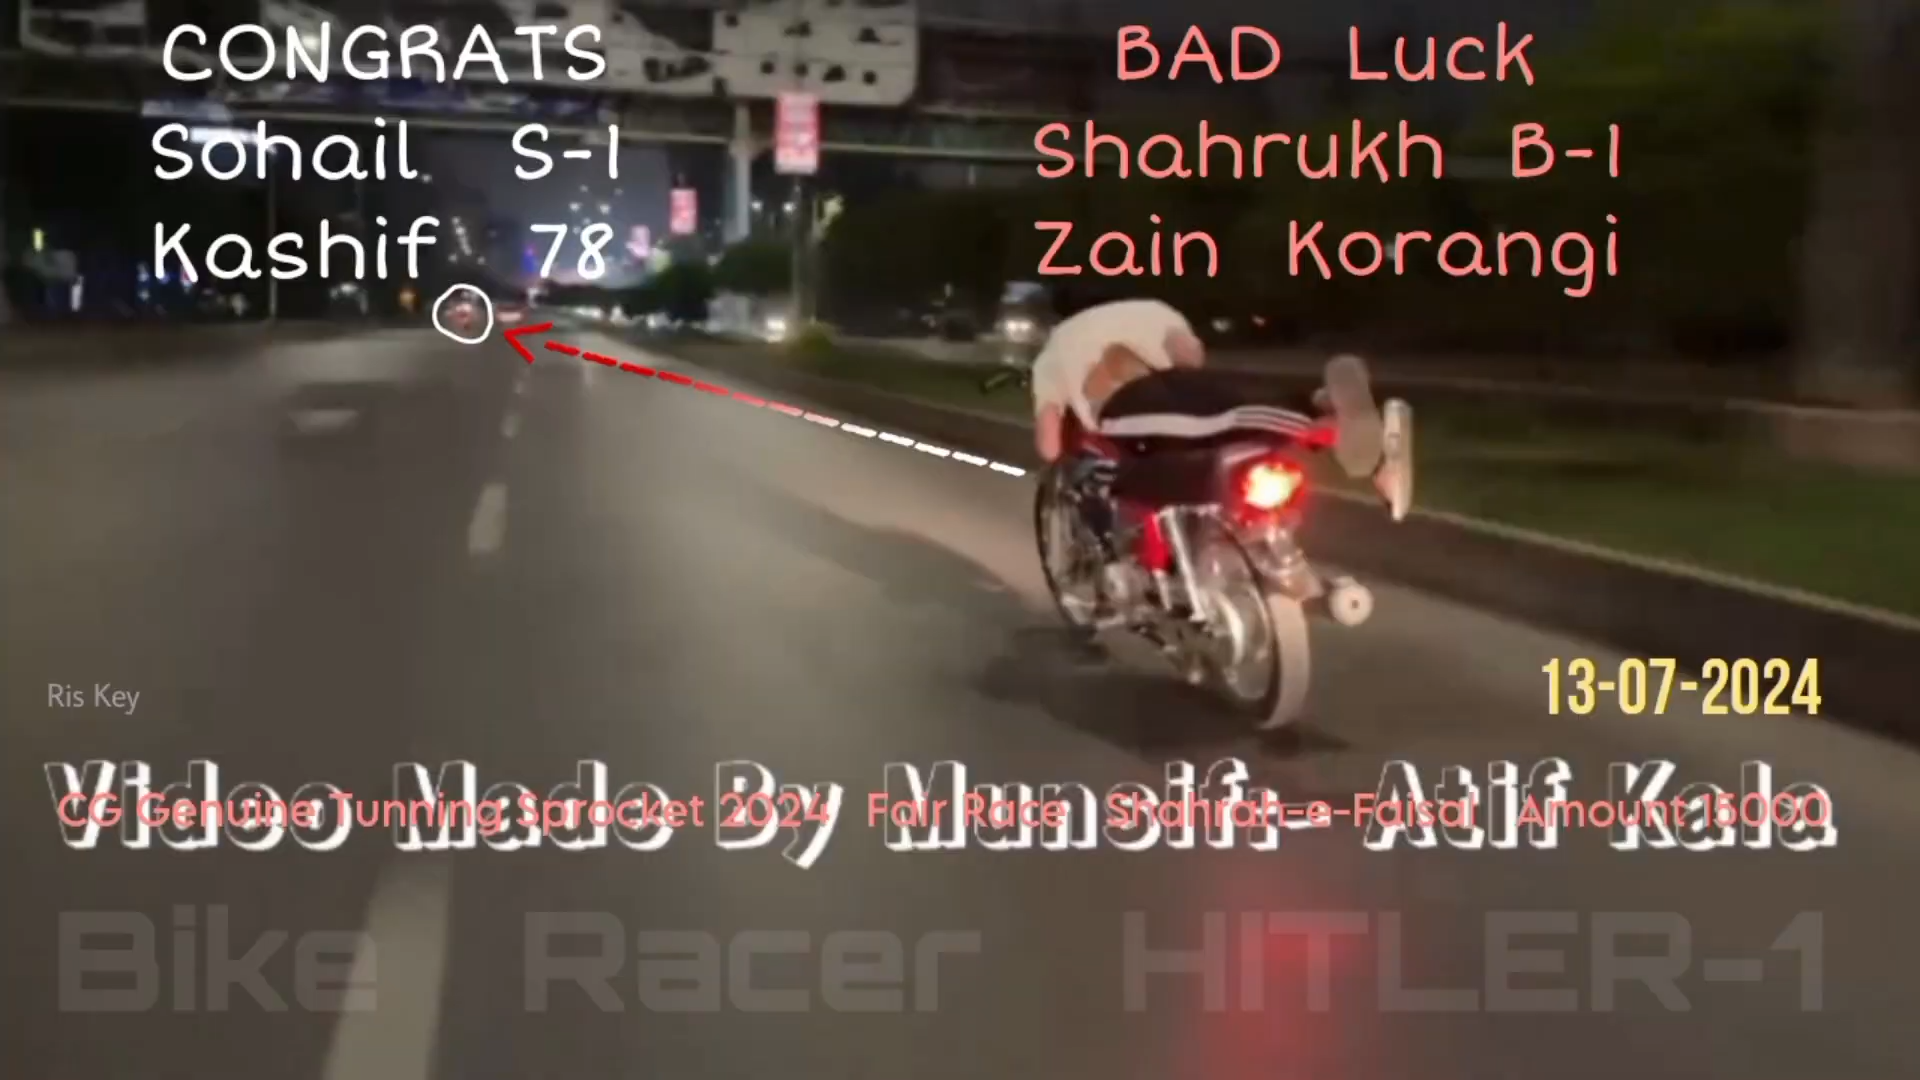 CONGRATS
Sohail S-1
Kashif 78
BAD Luck
Shahrukh B-1
Zain Korangi
13-07-2024
Ris Key
Video Made By Munsift- Atif Kala
CG Genuine Tunning Sprocket 2024 Fair Race Shahrah-e-Faisal Amount 15000
Bike Racer HITLER-1